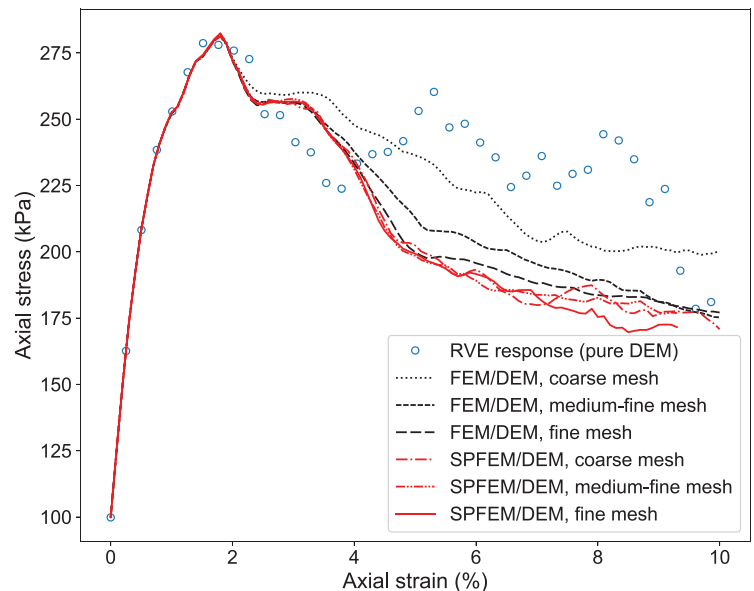 275
250
225
200
175
150
125
100
Axial stress (kPa)
0
2
4
6
8
10
Axial strain (%)
RVE response (pure DEM)
FEM/DEM, coarse mesh
FEM/DEM, medium-fine mesh
FEM/DEM, fine mesh
SPFEM/DEM, coarse mesh
SPFEM/DEM, medium-fine mesh
SPFEM/DEM, fine mesh